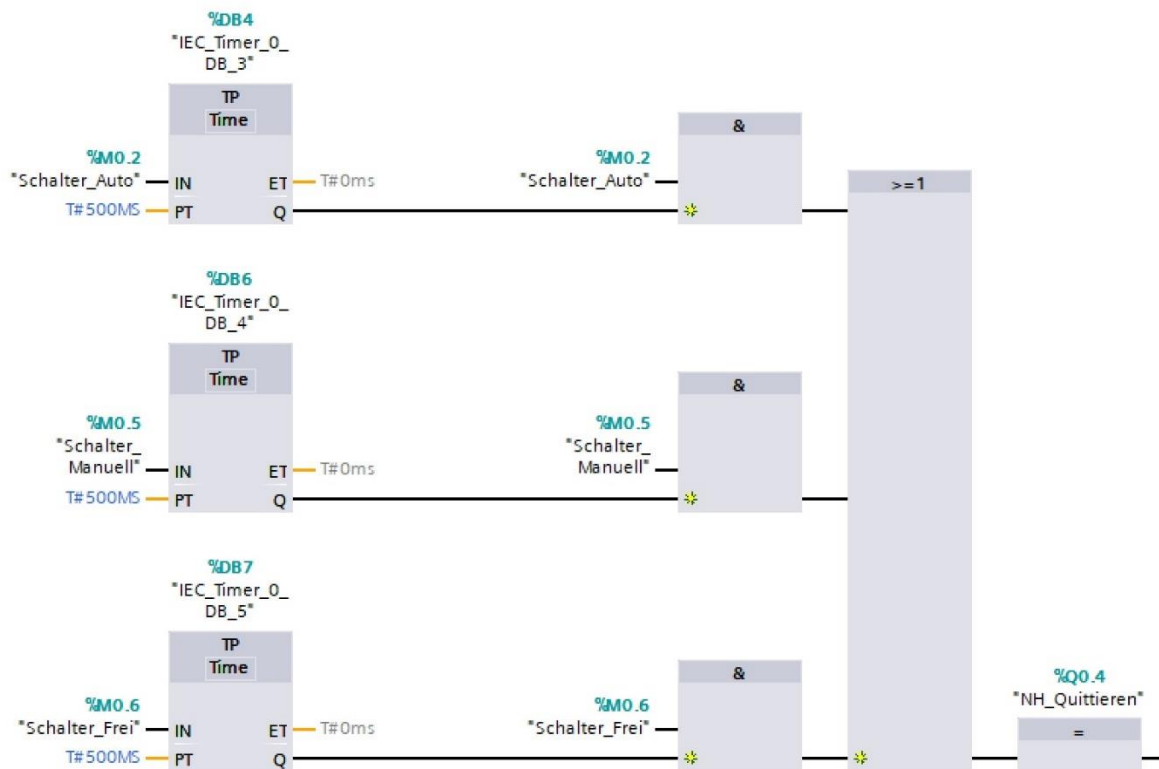 %DB4
"IEC_Timer_0_
DB_3"
TP
Time
%M0.2
"Schalter_Auto"
IN
ET
T#0ms
T#500MS
PT
Q
%M0.2
"Schalter_Auto"
&
>=1
%DB6
"IEC_Timer_0_
DB_4"
TP
Time
%M0.5
"Schalter_
Manuell"
IN
ET
T#0ms
T#500MS
PT
Q
%M0.5
"Schalter_
Manuell"
&
%DB7
"IEC_Timer_0_
DB_5"
TP
Time
%M0.6
"Schalter_Frei"
IN
ET
T#0ms
T#500MS
PT
Q
%M0.6
"Schalter_Frei"
&
%Q0.4
"NH_Quittieren"
=